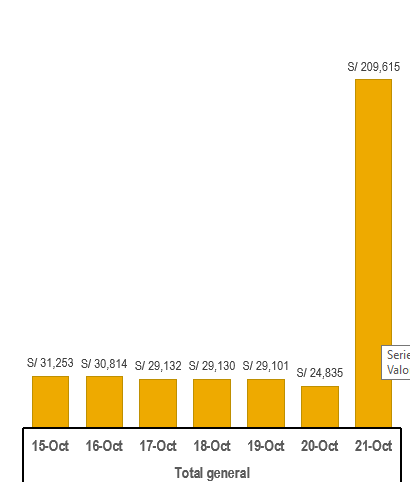 S/ 209,615
S/ 31,253 S/ 30,814 S/ 29,132 S/ 29,130 S/ 29,101 S/ 24,835
Serie
Valo
15-Oct 16-Oct 17-Oct 18-Oct 19-Oct 20-Oct 21-Oct
Total general